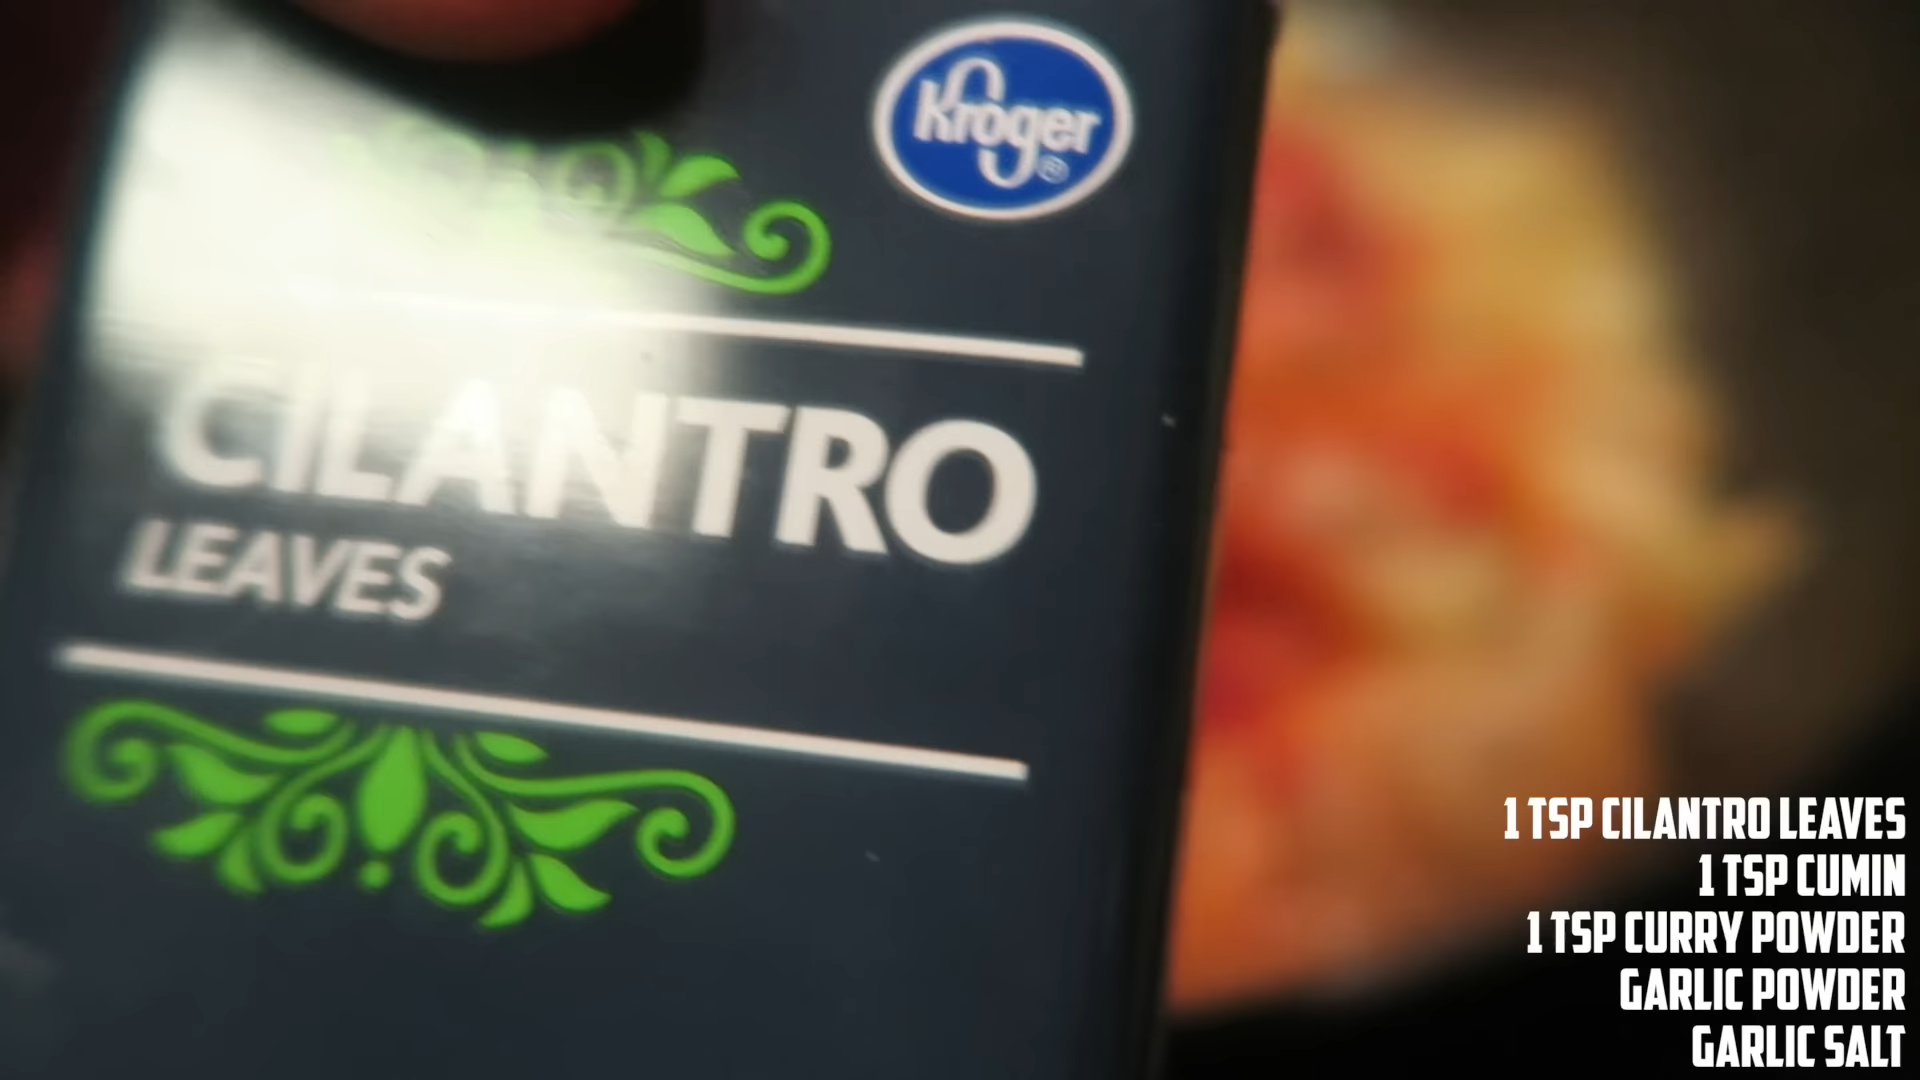 Kroger®
CILANTRO
LEAVES
1 TSP CILANTRO LEAVES
1 TSP CUMIN
1 TSP CURRY POWDER
GARLIC POWDER
GARLIC SALT